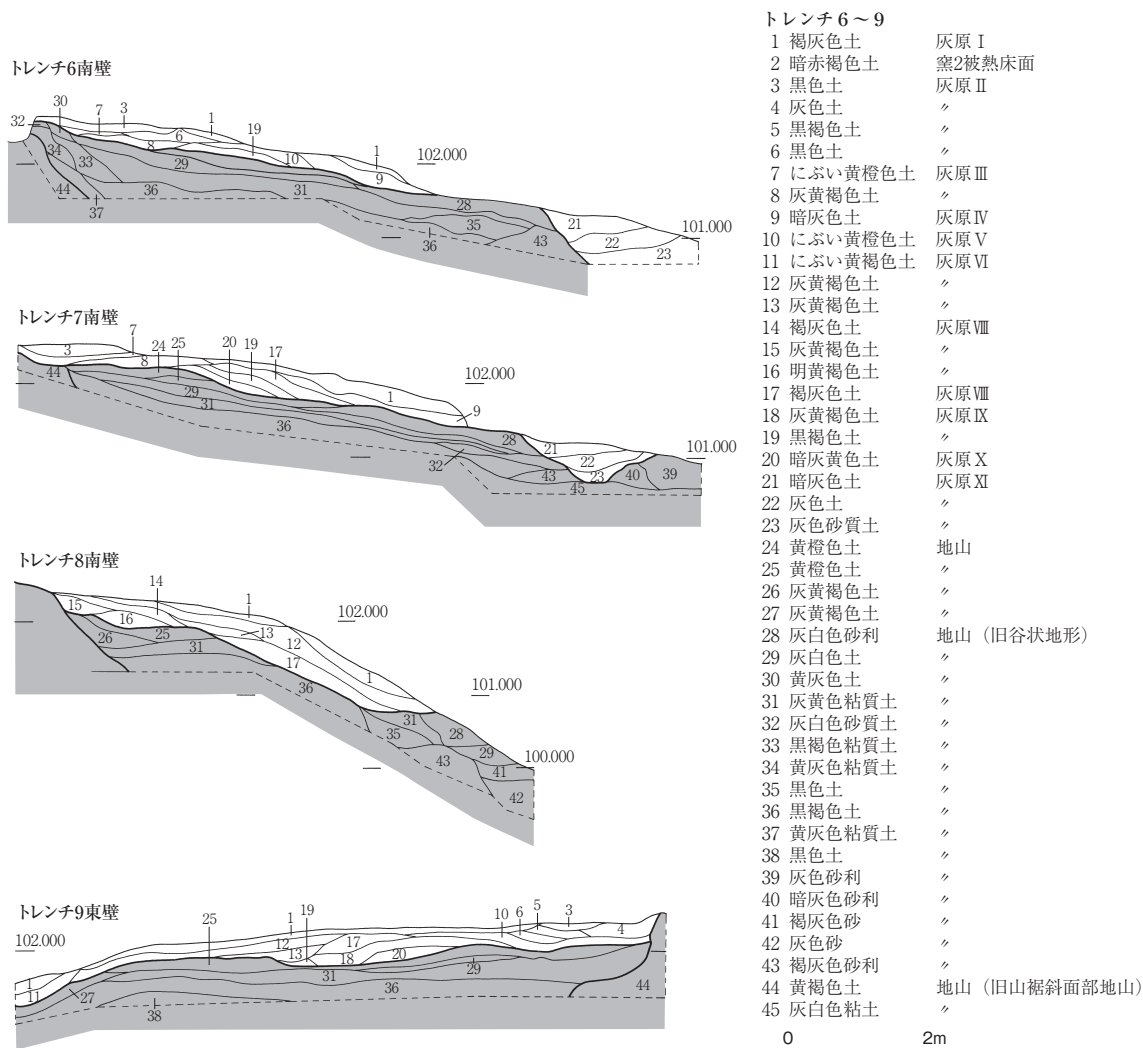 トレンチ6南壁
32 30 7 3 6 1 19 1 102.000
34 33 8 29 10 9
44 36 31 28 21 101.000
37 35 22
36 43 23
トレンチ7南壁
3 7 8 24 25 20 19 17 102.000
44 29 1 9
31 28 21 101.000
36 22
32 43 23 40 39
45
トレンチ8南壁
14 1 102.000
15 16 13 12
26 25 31
17 1 101.000
36 31
35 28
43 29 100.000
41
42
トレンチ9東壁
102.000 25 1 19 10 6 5 3
12 17 4
1 13 18 20
11 27 31 29
36 44
38
トレンチ6～9
1 褐灰色土 灰原Ⅰ
2 暗赤褐色土 窯2被熱床面
3 黒色土 灰原Ⅱ
4 灰色土 〃
5 黒褐色土 〃
6 黒色土 〃
7 にぶい黄橙色土 灰原Ⅲ
8 灰黄褐色土 〃
9 暗灰色土 灰原Ⅳ
10 にぶい黄橙色土 灰原Ⅴ
11 にぶい黄褐色土 灰原Ⅵ
12 灰黄褐色土 〃
13 灰黄褐色土 〃
14 褐灰色土 灰原Ⅷ
15 灰黄褐色土 〃
16 明黄褐色土 〃
17 褐灰色土 灰原Ⅷ
18 灰黄褐色土 灰原Ⅸ
19 黒褐色土 〃
20 暗灰黄色土 灰原Ⅹ
21 暗灰色土 灰原Ⅺ
22 灰色土 〃
23 灰色砂質土 〃
24 黄橙色土 地山
25 黄橙色土 〃
26 灰黄褐色土 〃
27 灰黄褐色土 〃
28 灰白色砂利 地山（旧谷状地形）
29 灰白色土 〃
30 黄灰色土 〃
31 灰黄色粘質土 〃
32 灰白色砂質土 〃
33 黒褐色粘質土 〃
34 黄灰色粘質土 〃
35 黒色土 〃
36 黒褐色土 〃
37 黄灰色粘質土 〃
38 黒色土 〃
39 灰色砂利 〃
40 暗灰色砂利 〃
41 褐灰色砂 〃
42 灰色砂 〃
43 褐灰色砂利 〃
44 黄褐色土 地山（旧山裾斜面部地山）
45 灰白色粘土 〃
0 2m